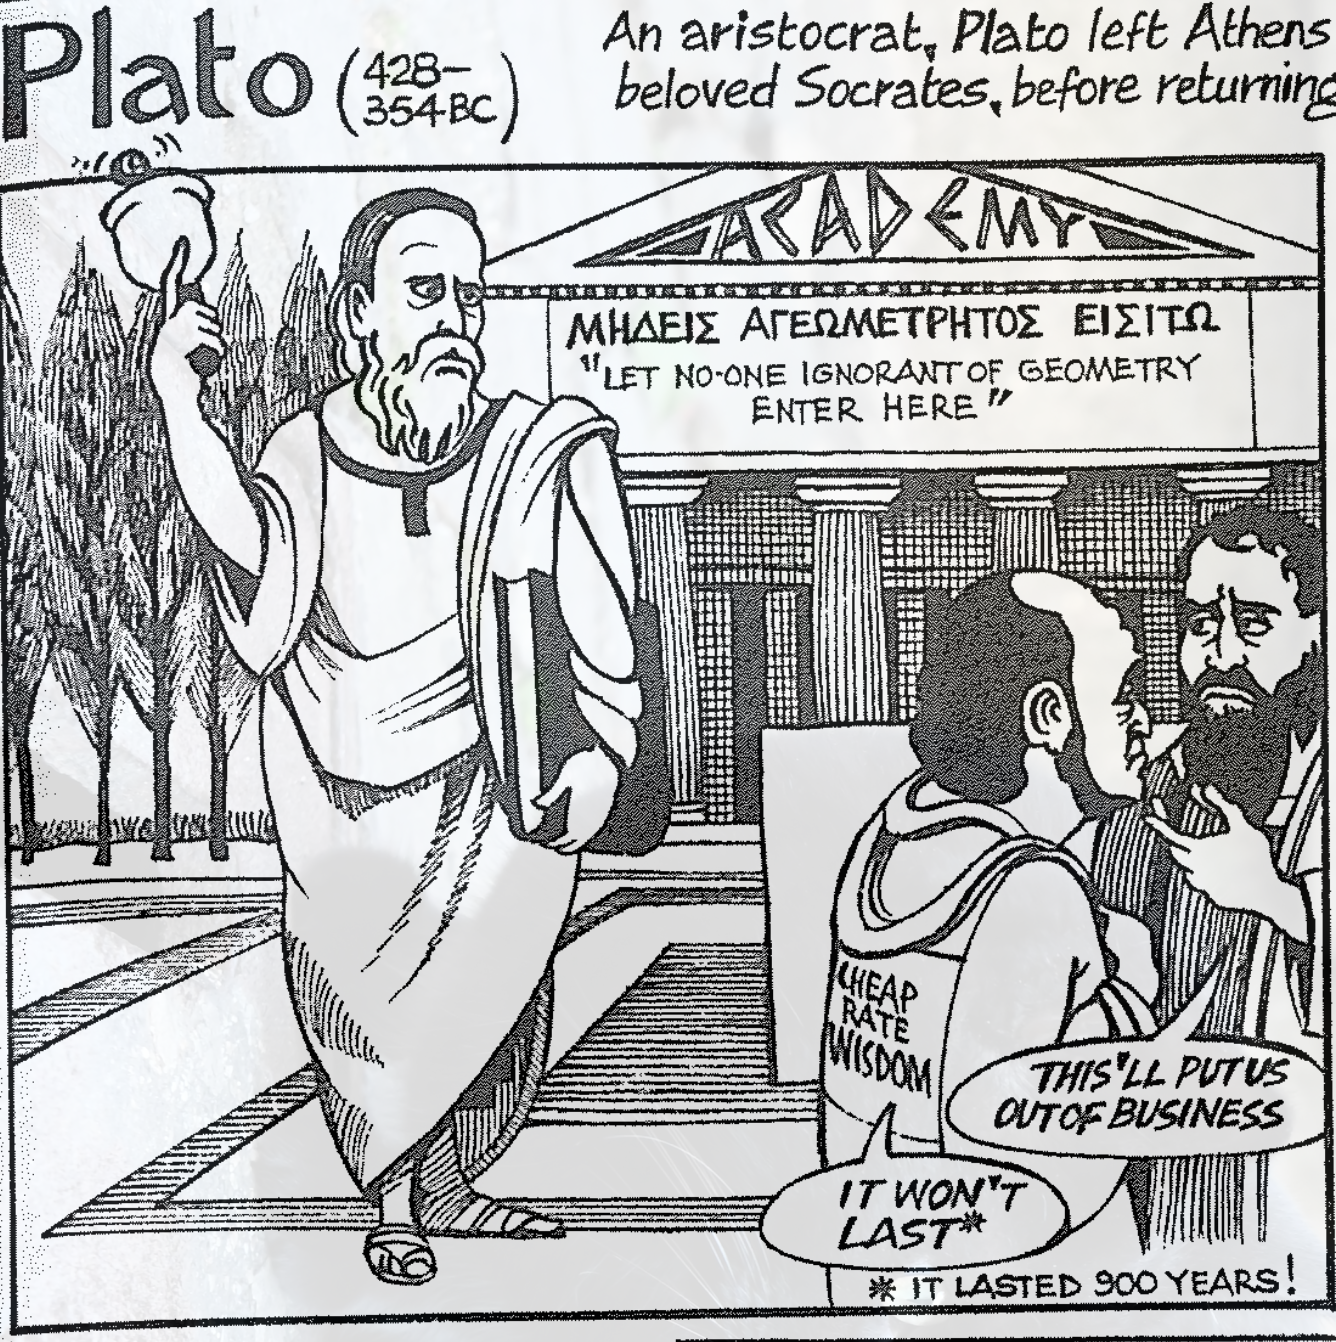 Plato (428–
354 BC)
An aristocrat, Plato left Athens
beloved Socrates, before returning
ACADEMY
ΜΗΔΕΙΣ ΑΓΕΩΜΕΤΡΗΤΟΣ ΕΙΣΙΤΩ
"LET NO-ONE IGNORANT OF GEOMETRY
ENTER HERE"
CHEAP
RATE
WISDOM
THIS'LL PUT US
OUT OF BUSINESS
IT WON'T
LAST*
* IT LASTED 900 YEARS!